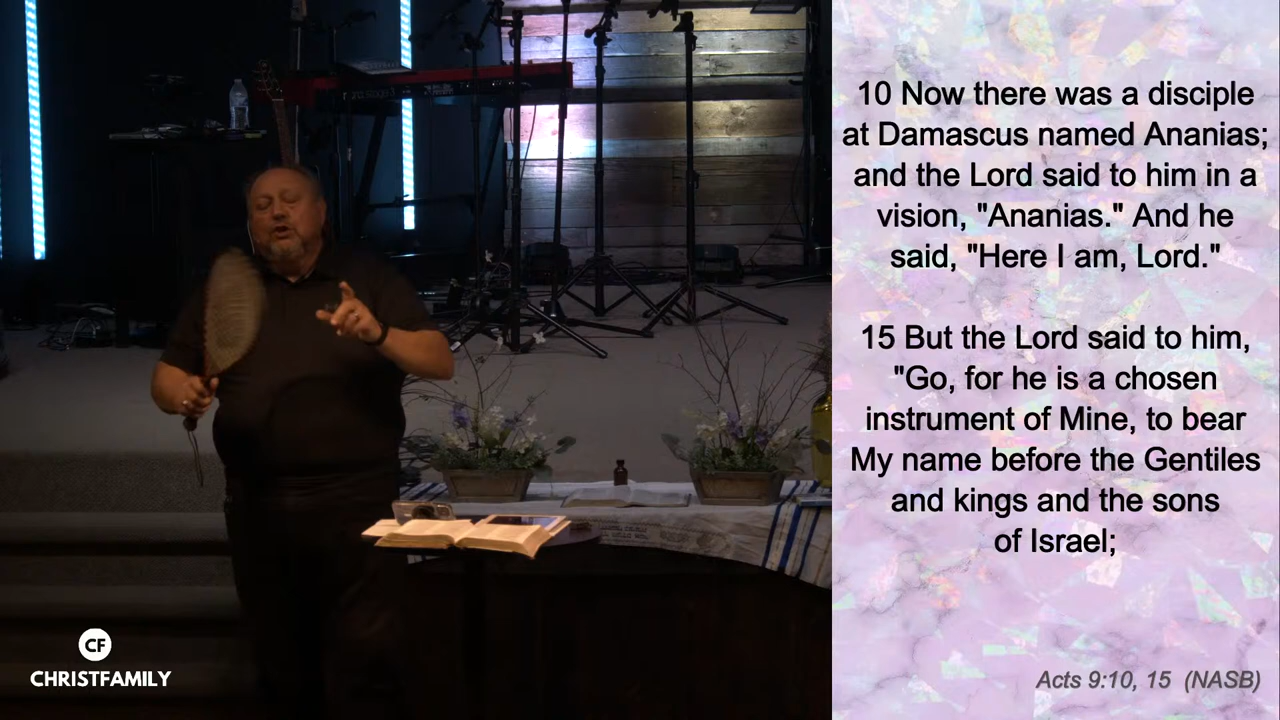 10 Now there was a disciple
at Damascus named Ananias;
and the Lord said to him in a
vision, "Ananias." And he
said, "Here I am, Lord."
15 But the Lord said to him,
"Go, for he is a chosen
instrument of Mine, to bear
My name before the Gentiles
and kings and the sons
of Israel;
Acts 9:10, 15 (NASB)
CF
CHRISTFAMILY